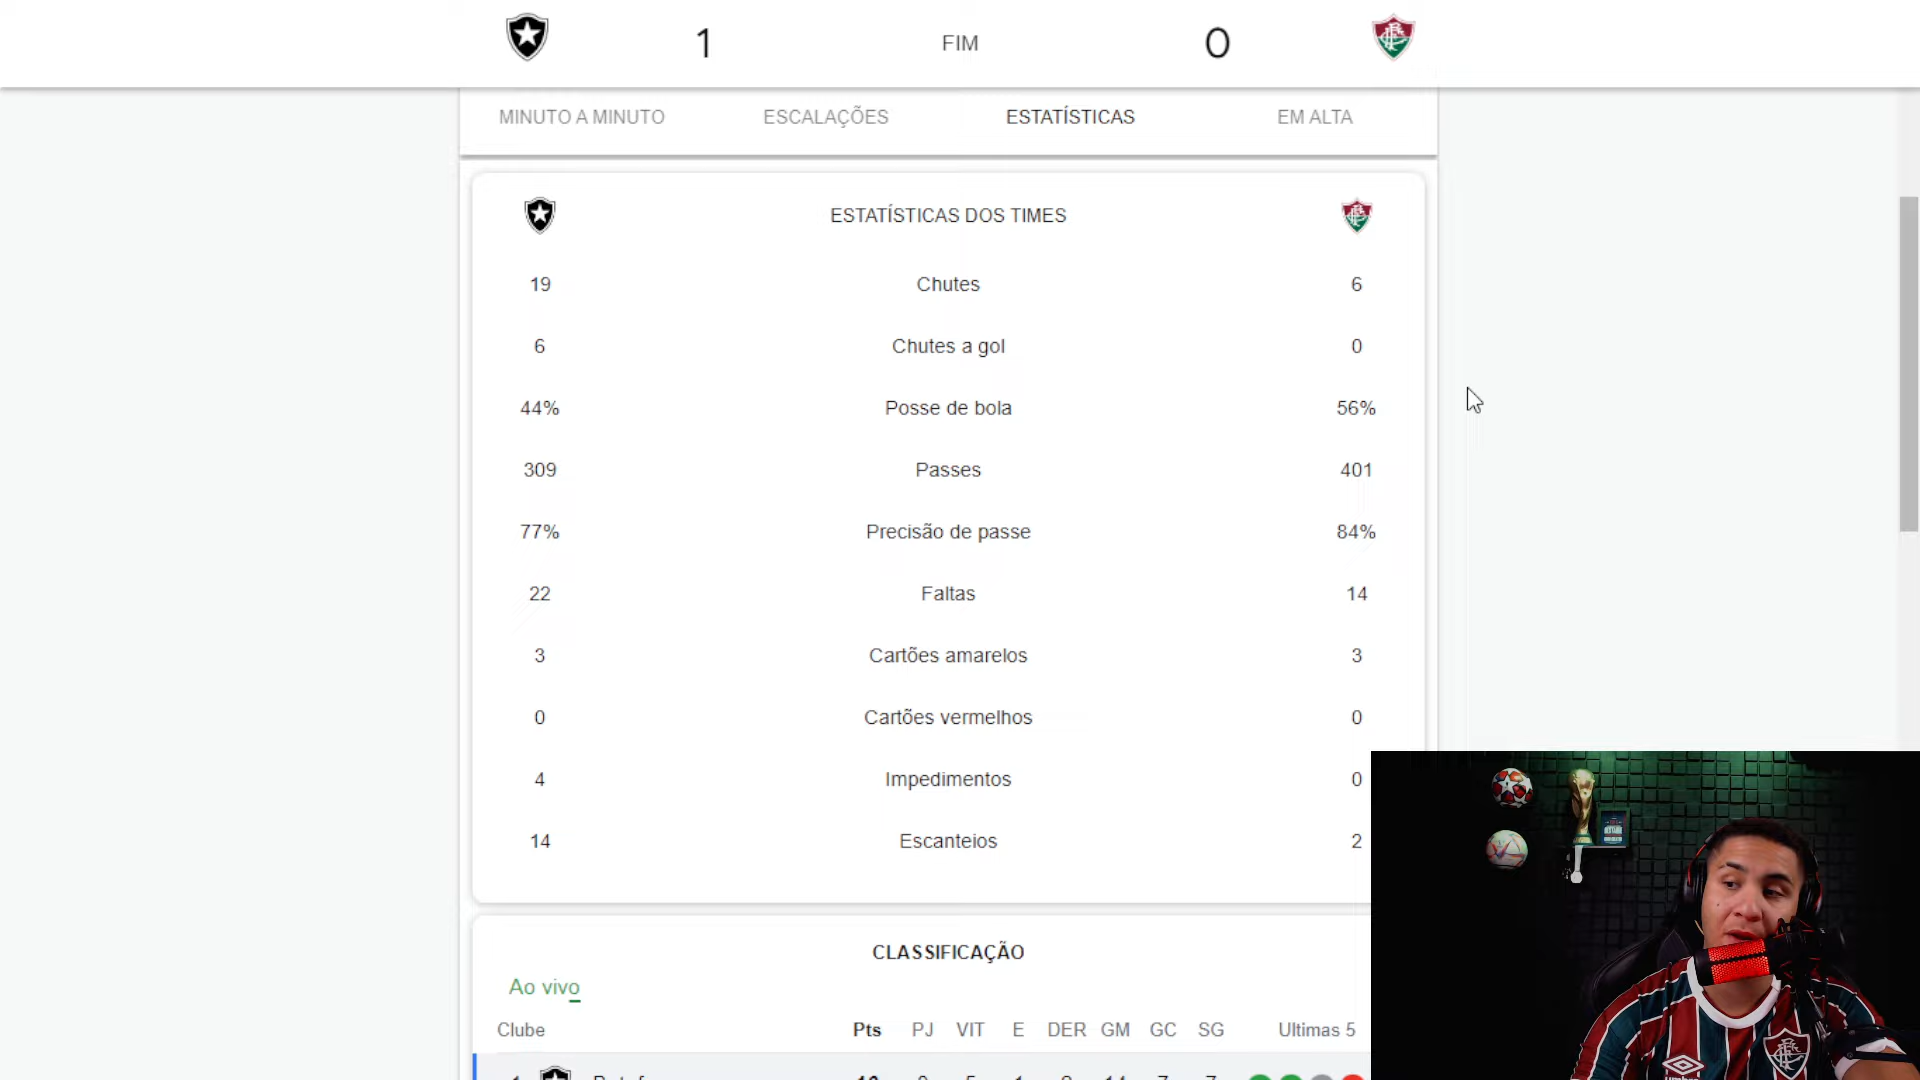 1 FIM 0
MINUTO A MINUTO ESCALAÇÕES ESTATÍSTICAS EM ALTA
ESTATÍSTICAS DOS TIMES
19 Chutes 6
6 Chutes a gol 0
44% Posse de bola 56%
309 Passes 401
77% Precisão de passe 84%
22 Faltas 14
3 Cartões amarelos 3
0 Cartões vermelhos 0
4 Impedimentos 0
14 Escanteios 2
CLASSIFICAÇÃO
Ao vivo
Clube Pts PJ VIT E DER GM GC SG Ultimas 5